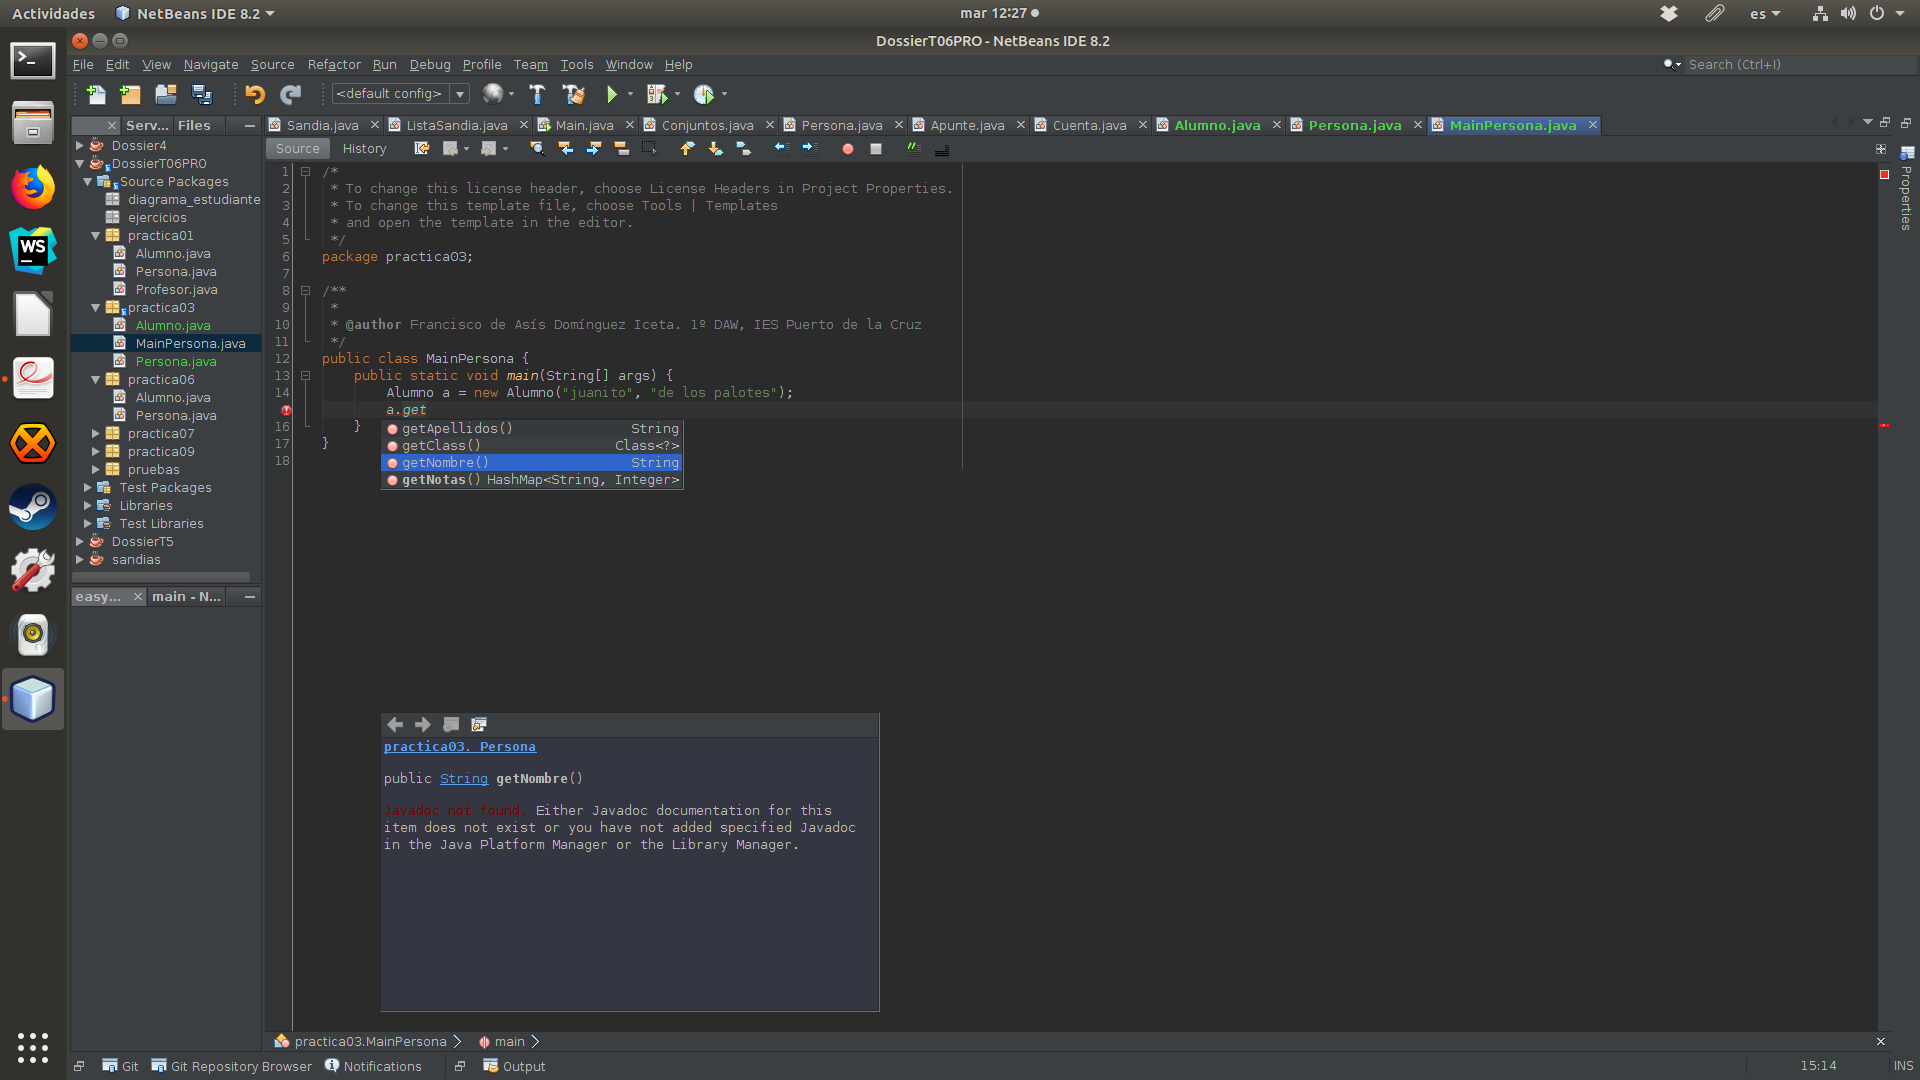 Actividades NetBeans IDE 8.2 mar 12:27 es
DossierT06PRO - NetBeans IDE 8.2
File Edit View Navigate Source Refactor Run Debug Profile Team Tools Window Help Search (Ctrl+I)
<default config>
Serv... Files
Sandia.java ListaSandia.java Main.java Conjuntos.java Persona.java Apunte.java Cuenta.java Alumno.java Persona.java MainPersona.java
Source History
Properties
Dossier4
DossierT06PRO
Source Packages
diagrama_estudiante
ejercicios
practica01
Alumno.java
Persona.java
Profesor.java
practica03
Alumno.java
MainPersona.java
Persona.java
practica06
Alumno.java
Persona.java
practica07
practica09
pruebas
Test Packages
Libraries
Test Libraries
DossierT5
sandias
easy... main - N...
WS
1 /*
2 * To change this license header, choose License Headers in Project Properties.
3 * To change this template file, choose Tools | Templates
4 * and open the template in the editor.
5 */
6 package practica03;
7
8 /**
9 *
10 * @author Francisco de Asís Domínguez Iceta. 1º DAW, IES Puerto de la Cruz
11 */
12 public class MainPersona {
13 public static void main(String[] args) {
14 Alumno a = new Alumno("juanito", "de los palotes");
a.get
16 }
17 }
18
getApellidos() String
getClass() Class<?>
getNombre() String
getNotas() HashMap<String, Integer>
practica03. Persona
public String getNombre()
Javadoc not found. Either Javadoc documentation for this
item does not exist or you have not added specified Javadoc
in the Java Platform Manager or the Library Manager.
practica03.MainPersona main
Git Git Repository Browser Notifications Output 15:14 INS